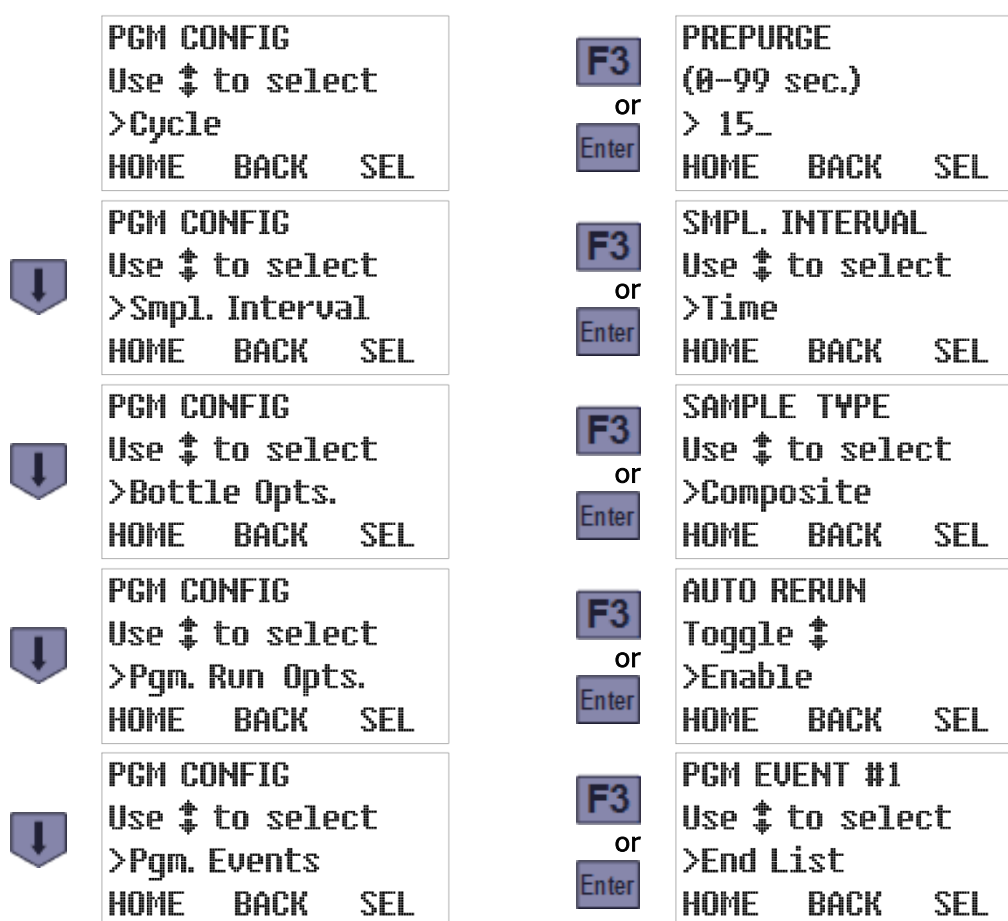 PGM CONFIG
Use ↕ to select
>Cycle
HOME BACK SEL
F3
or
Enter
PREPURGE
(0-99 sec.)
> 15_
HOME BACK SEL
PGM CONFIG
Use ↕ to select
>Smpl. Interval
HOME BACK SEL
F3
or
Enter
SMPL. INTERVAL
Use ↕ to select
>Time
HOME BACK SEL
PGM CONFIG
Use ↕ to select
>Bottle Opts.
HOME BACK SEL
F3
or
Enter
SAMPLE TYPE
Use ↕ to select
>Composite
HOME BACK SEL
PGM CONFIG
Use ↕ to select
>Pgm. Run Opts.
HOME BACK SEL
F3
or
Enter
AUTO RERUN
Toggle ↕
>Enable
HOME BACK SEL
PGM CONFIG
Use ↕ to select
>Pgm. Events
HOME BACK SEL
F3
or
Enter
PGM EVENT #1
Use ↕ to select
>End List
HOME BACK SEL